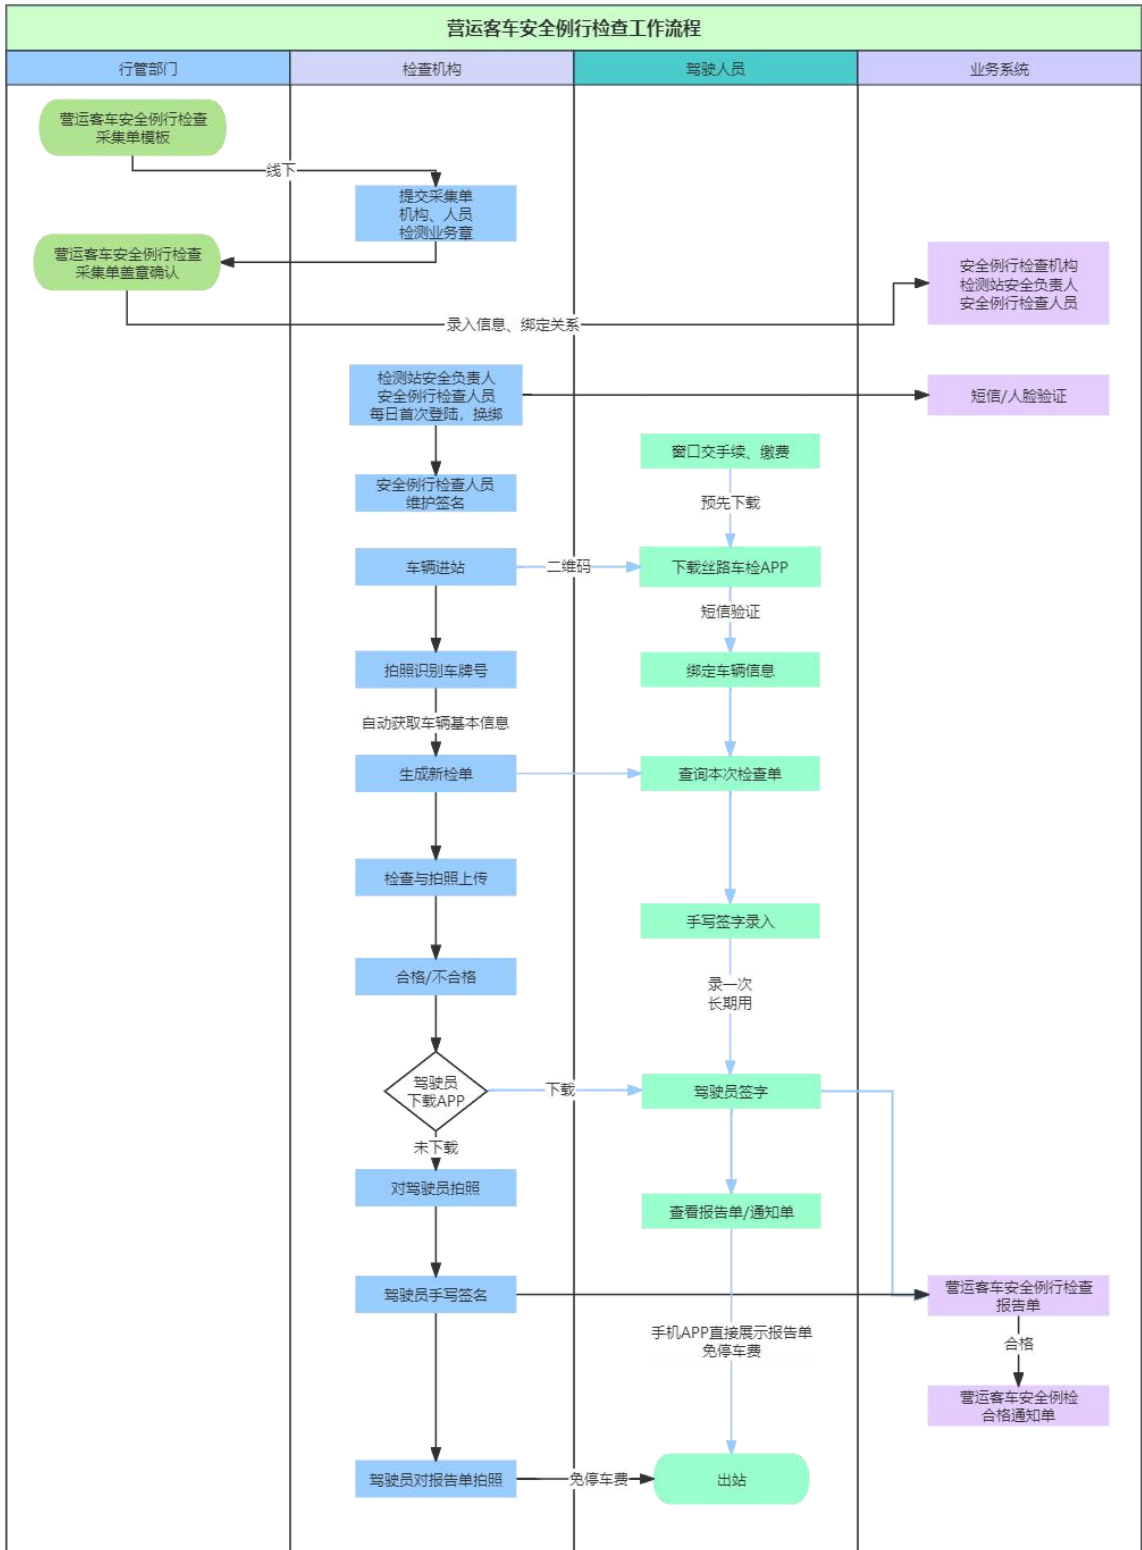 营运客车安全例行检查工作流程
行管部门
检查机构
驾驶人员
业务系统
营运客车安全例行检查
采集单模板
线下
提交采集单
机构、人员
检测业务章
营运客车安全例行检查
采集单盖章确认
安全例行检查机构
检测站安全负责人
安全例行检查人员
录入信息、绑定关系
检测站安全负责人
安全例行检查人员
每日首次登陆，换绑
短信/人脸验证
窗口交手续、缴费
安全例行检查人员
维护签名
预先下载
车辆进站
二维码
下载丝路车检APP
短信验证
拍照识别车牌号
绑定车辆信息
自动获取车辆基本信息
生成新检单
查询本次检查单
检查与拍照上传
手写签字录入
合格/不合格
录一次
长期用
驾驶员
下载APP
下载
驾驶员签字
未下载
对驾驶员拍照
查看报告单/通知单
驾驶员手写签名
营运客车安全例行检查
报告单
手机APP直接展示报告单
免停车费
合格
营运客车安全例检
合格通知单
驾驶员对报告单拍照
免停车费
出站